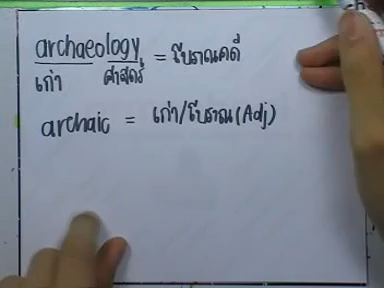 archaeology = โบราณคดี
เก่า ศาสตร์
archaic = เก่า/โบราณ (Adj)